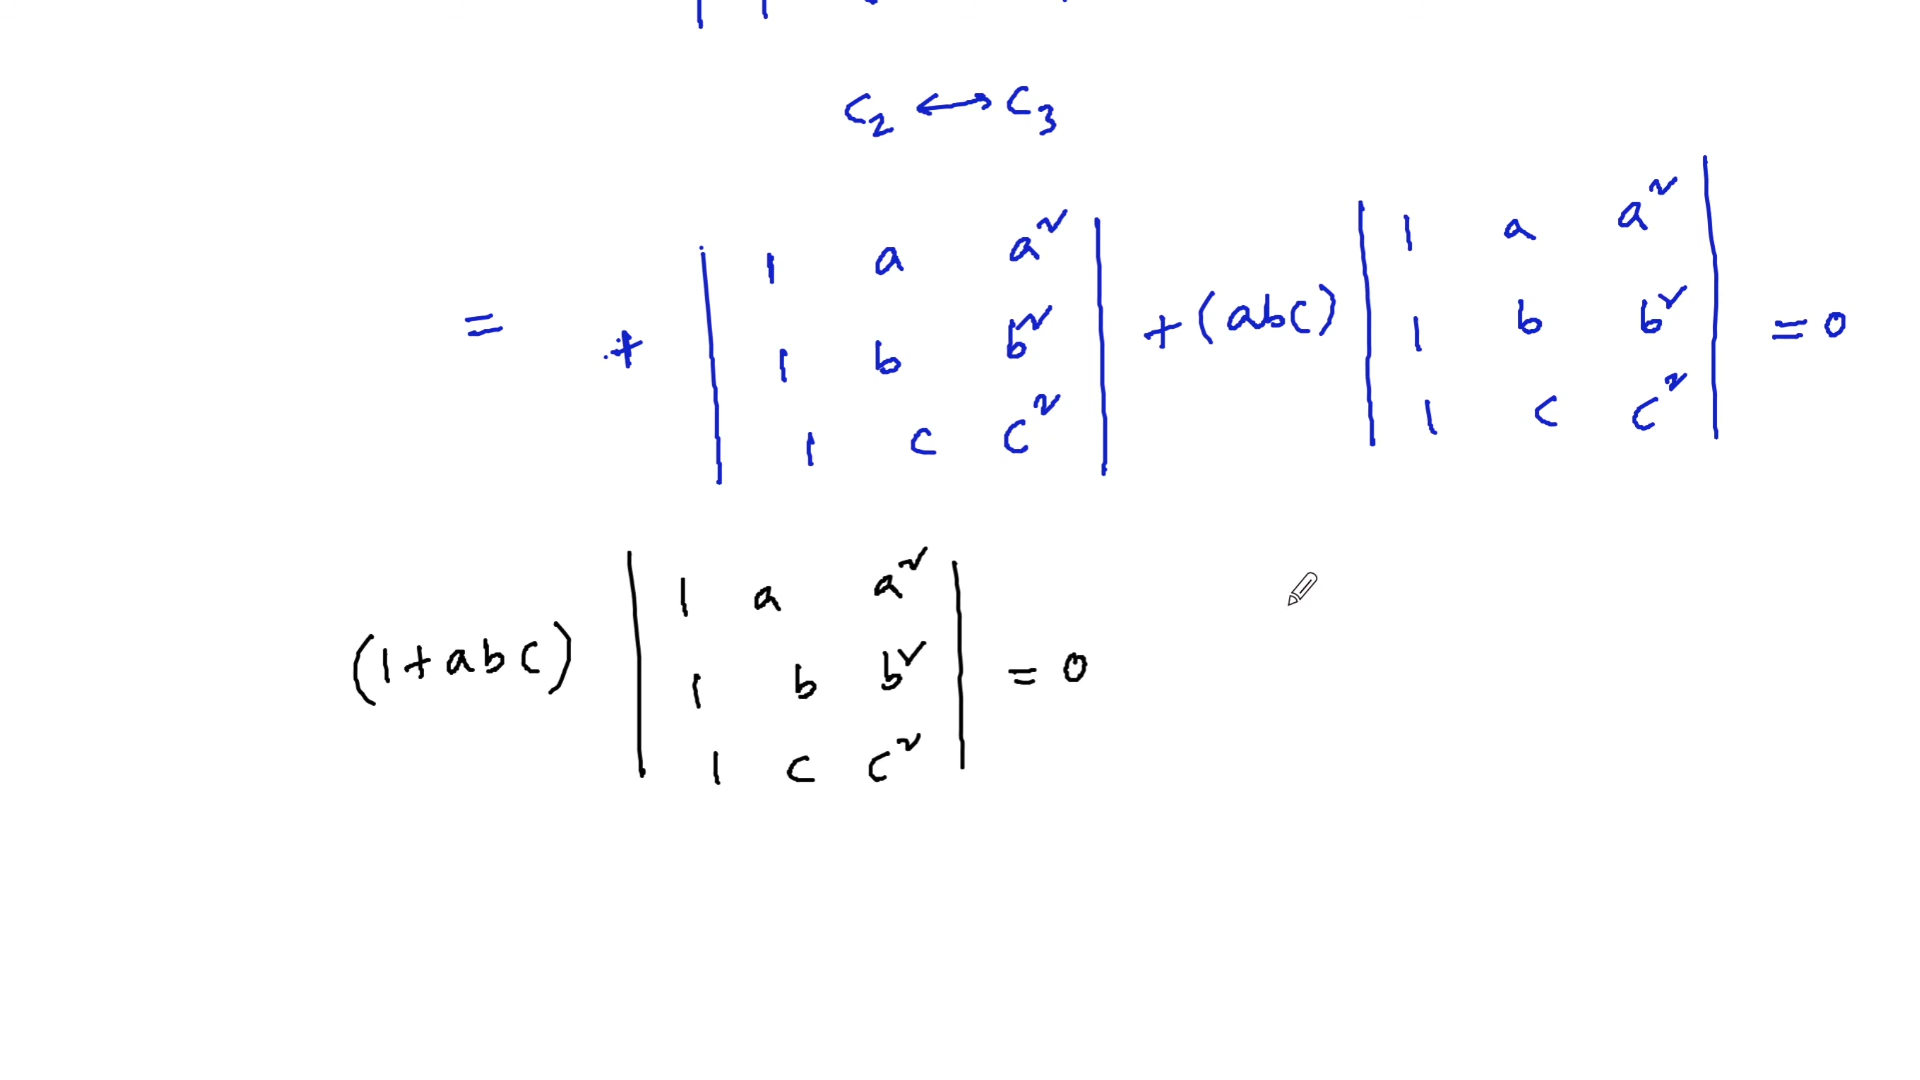 C₂ ↔ C₃
= + | 1 a a² | + (abc) | 1 a a² | = 0
| 1 b b² | | 1 b b² |
| 1 c c² | | 1 c c² |
(1+abc) | 1 a a² | = 0
| 1 b b² |
| 1 c c² |